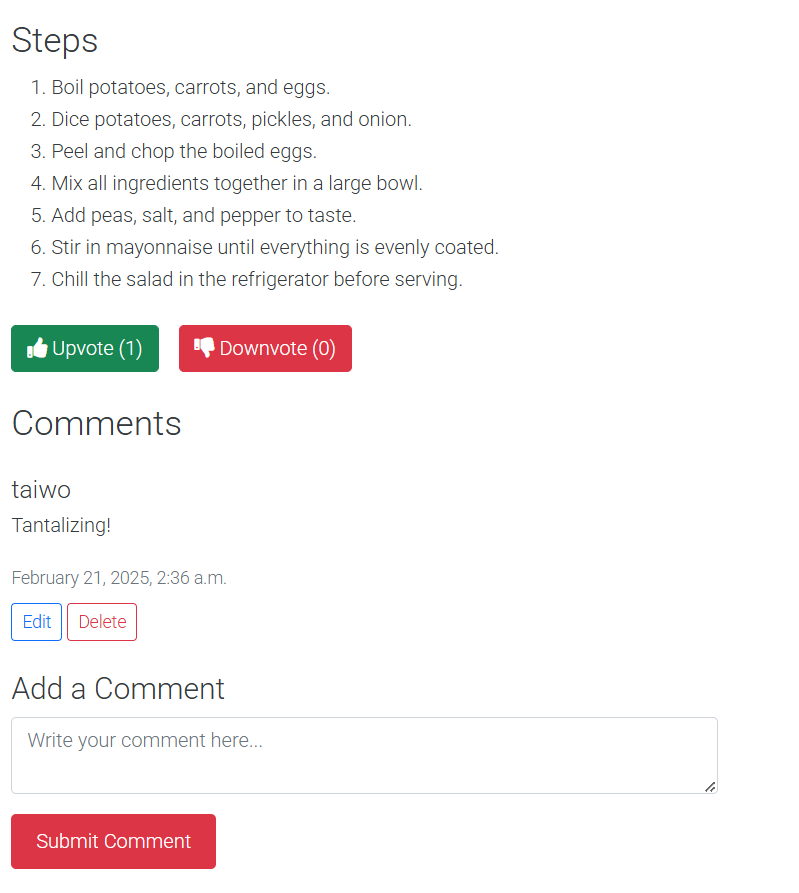 Steps
1. Boil potatoes, carrots, and eggs.
2. Dice potatoes, carrots, pickles, and onion.
3. Peel and chop the boiled eggs.
4. Mix all ingredients together in a large bowl.
5. Add peas, salt, and pepper to taste.
6. Stir in mayonnaise until everything is evenly coated.
7. Chill the salad in the refrigerator before serving.
Upvote (1) Downvote (0)
Comments
taiwo
Tantalizing!
February 21, 2025, 2:36 a.m.
Edit Delete
Add a Comment
Write your comment here...
Submit Comment